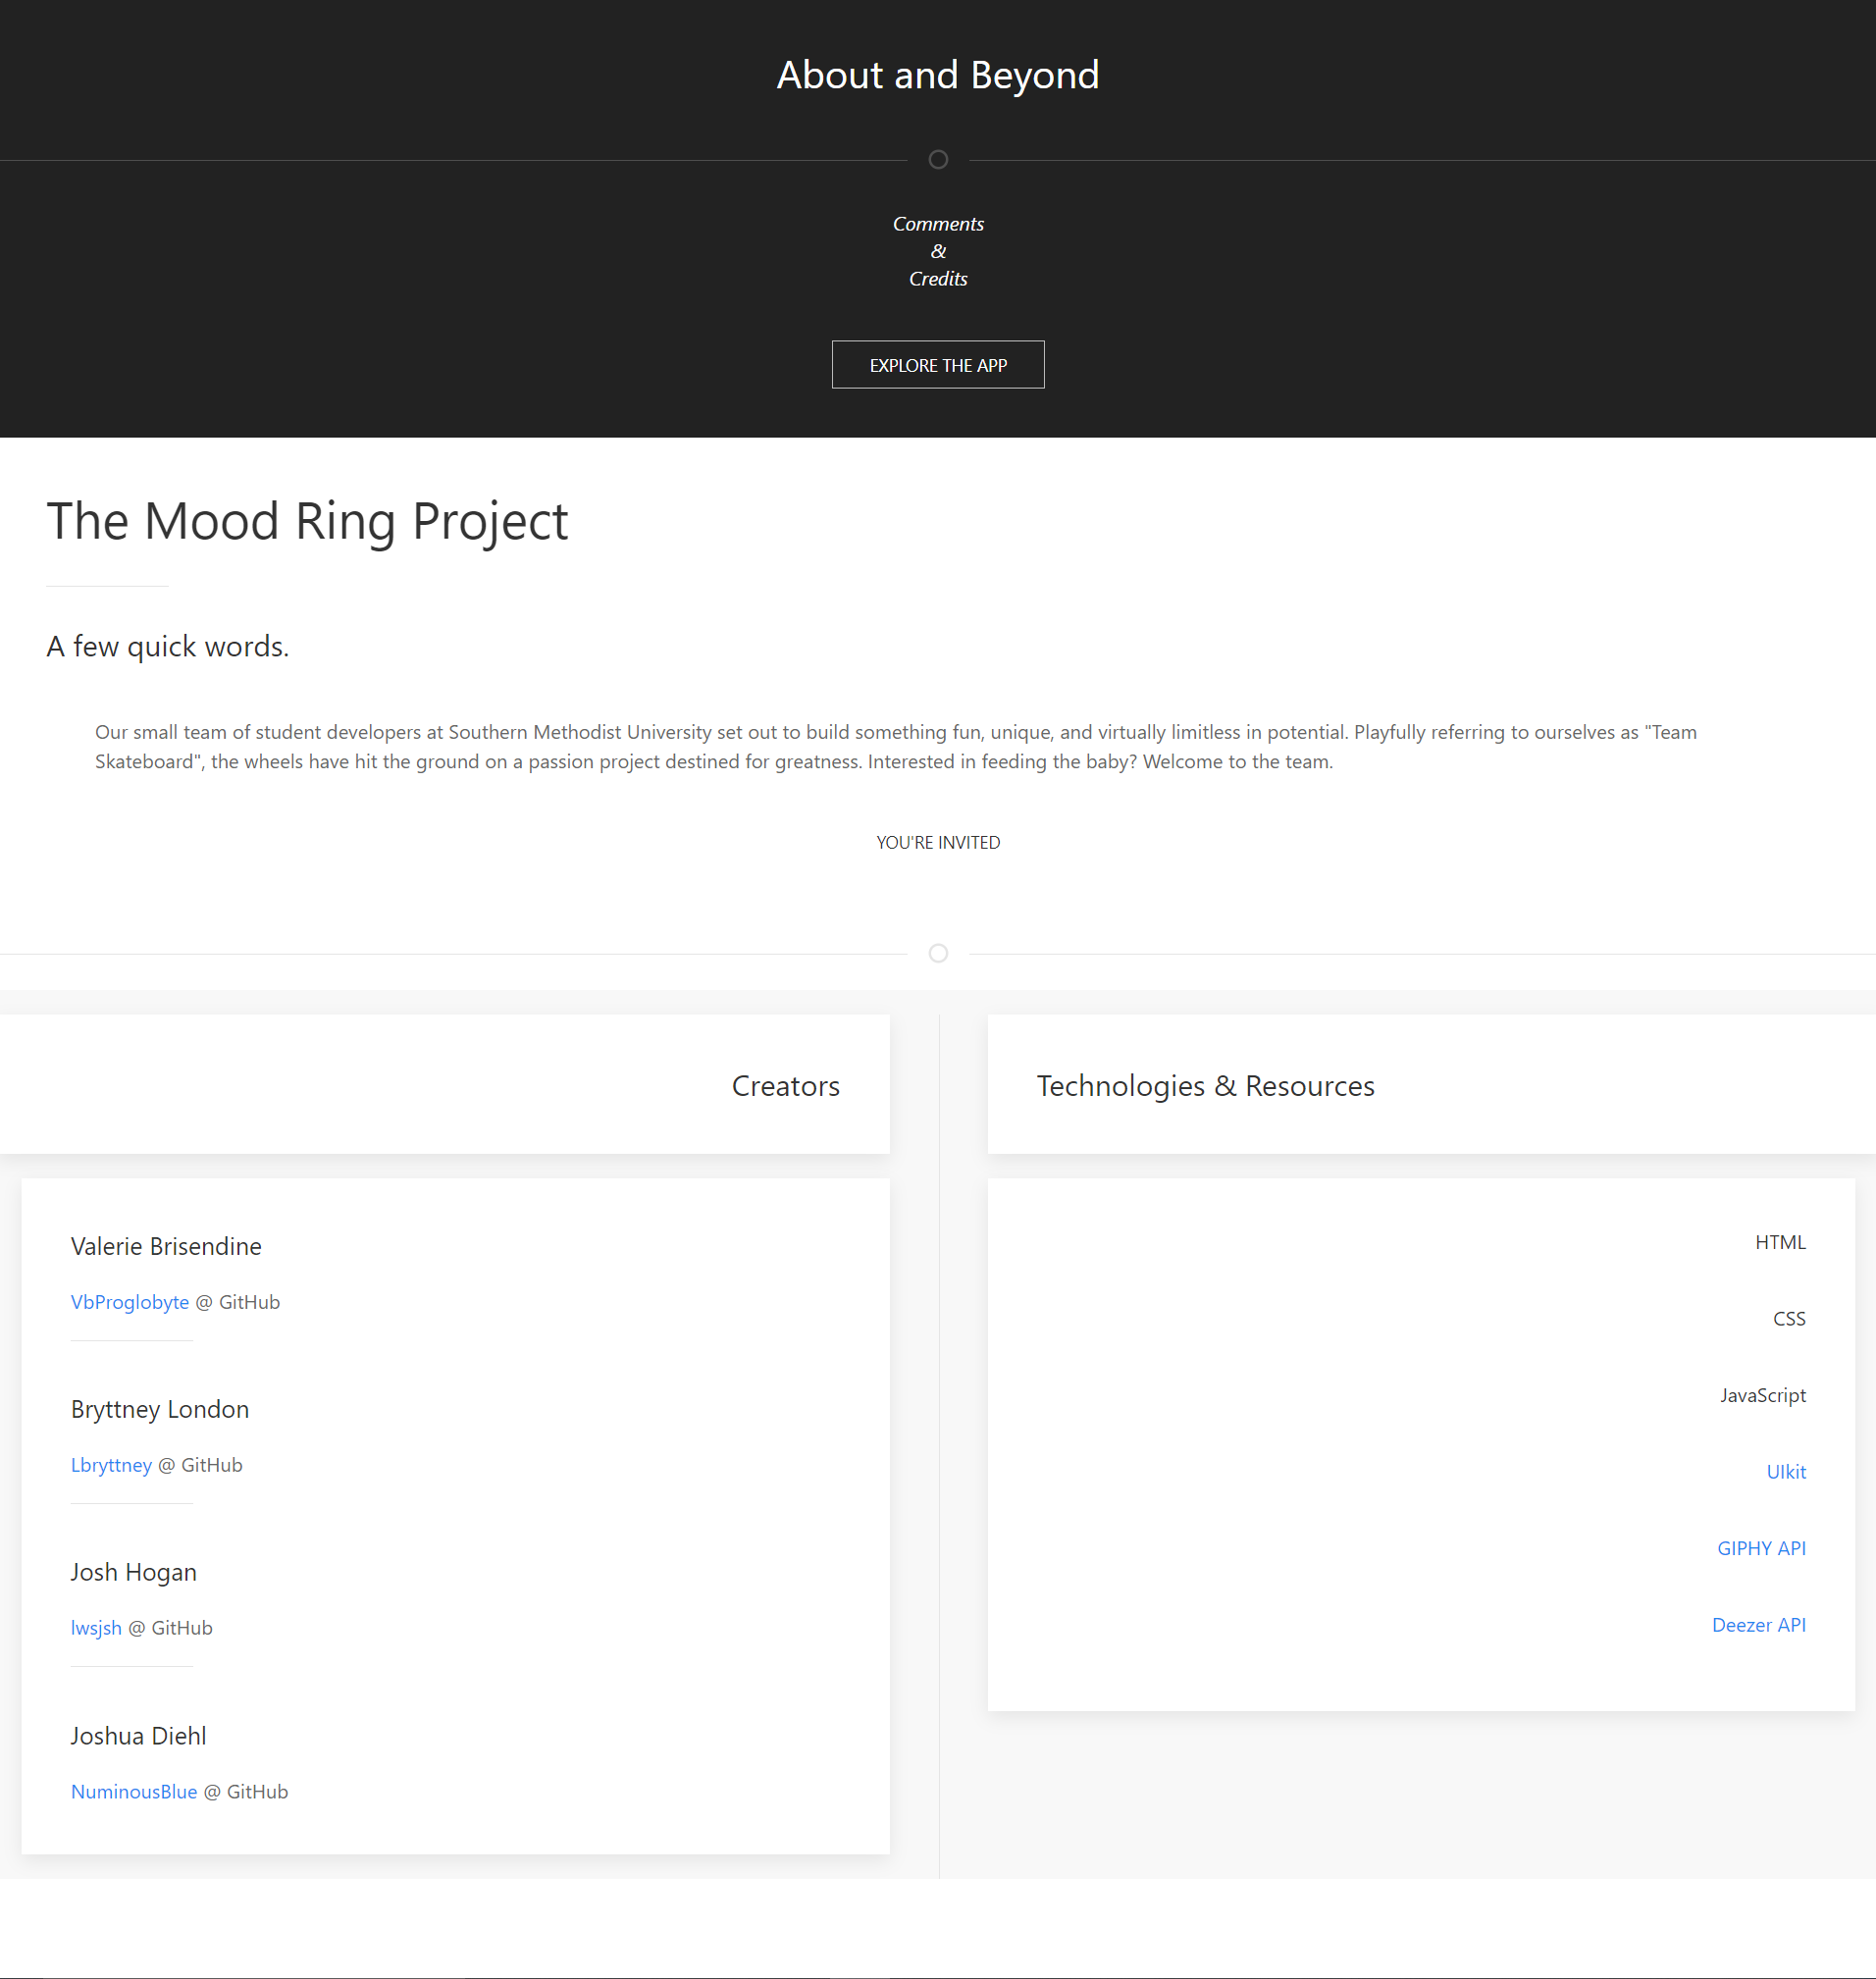 About and Beyond
Comments
&
Credits
EXPLORE THE APP
The Mood Ring Project
A few quick words.
Our small team of student developers at Southern Methodist University set out to build something fun, unique, and virtually limitless in potential. Playfully referring to ourselves as "Team
Skateboard", the wheels have hit the ground on a passion project destined for greatness. Interested in feeding the baby? Welcome to the team.
YOU'RE INVITED
Creators
Valerie Brisendine
VbProglobyte @ GitHub
Bryttney London
Lbryttney @ GitHub
Josh Hogan
lwsjsh @ GitHub
Joshua Diehl
NuminousBlue @ GitHub
Technologies & Resources
HTML
CSS
JavaScript
UIkit
GIPHY API
Deezer API